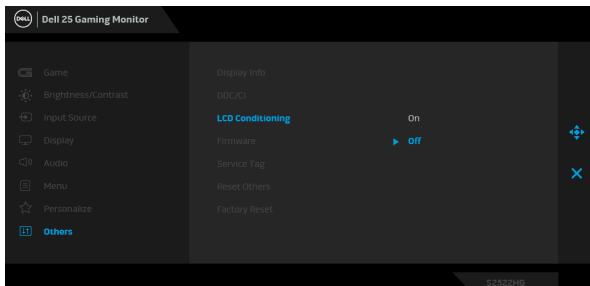 DELL Dell 25 Gaming Monitor
Game
Display Info
Brightness/Contrast
DDC/CI
Input Source
LCD Conditioning
On
Display
Firmware
Off
Audio
Service Tag
Menu
Reset Others
Personalize
Factory Reset
Others
S2522HG